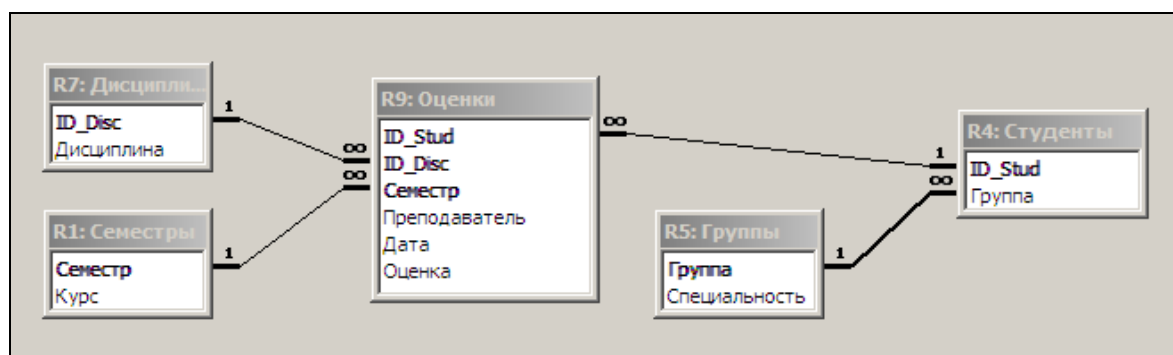 R7: Дисципли...
ID_Disc
Дисциплина
1
∞
R1: Семестры
Семестр
Курс
1
∞
R9: Оценки
ID_Stud
ID_Disc
Семестр
Преподаватель
Дата
Оценка
∞
1
R5: Группы
Группа
Специальность
1
∞
R4: Студенты
ID_Stud
Группа